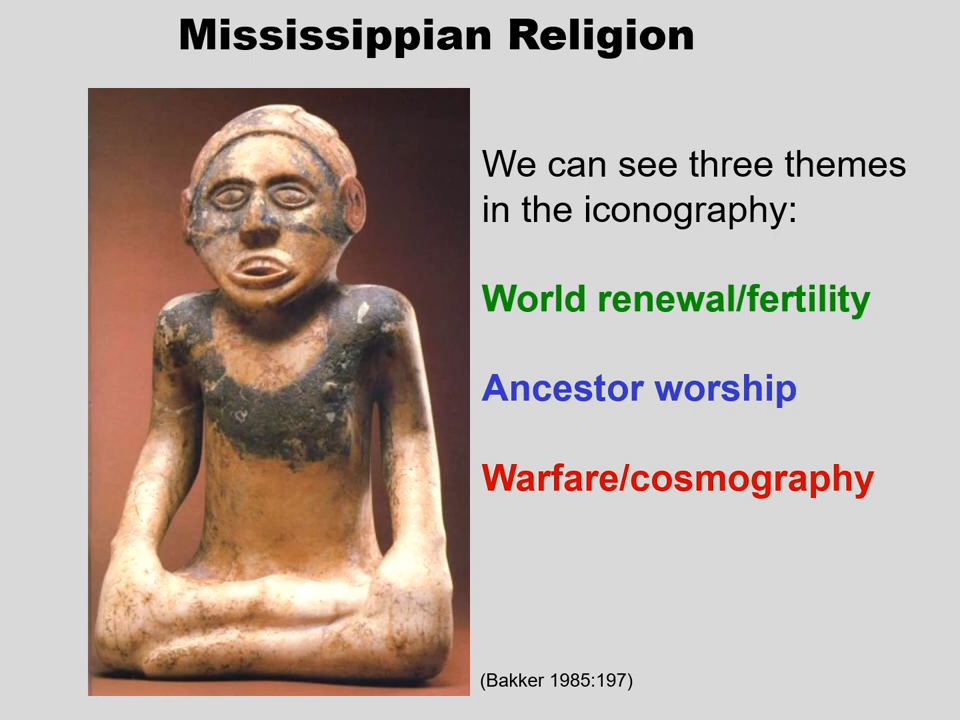 Mississippian Religion
We can see three themes
in the iconography:
World renewal/fertility
Ancestor worship
Warfare/cosmography
(Bakker 1985:197)